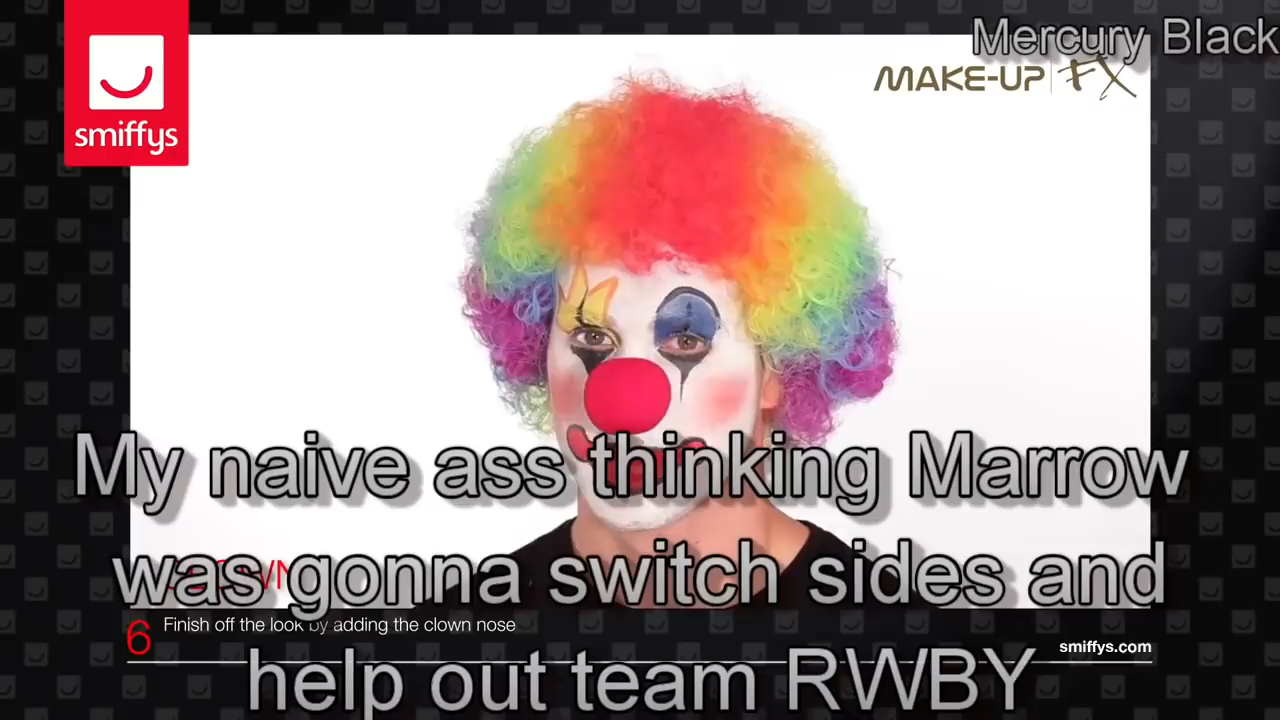 Mercury Black
MAKE-UP FX
smiffys
My naive ass thinking Marrow
was gonna switch sides and
CLOWN
6 Finish off the look by adding the clown nose
smiffys.com
help out team RWBY